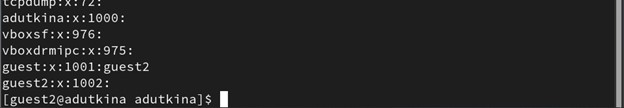 tcpdump:x:72:
adutkina:x:1000:
vboxsf:x:976:
vboxdrmipc:x:975:
guest:x:1001:guest2
guest2:x:1002:
[guest2@adutkina adutkina]$